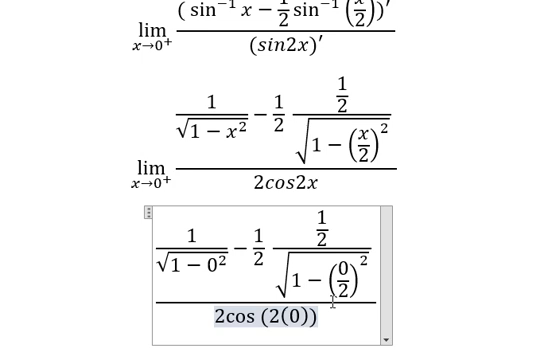 lim x→0⁺ (sin⁻¹ x − 1/2 sin⁻¹ (x/2))′ / (sin2x)′
lim x→0⁺ (1/√(1 − x²) − 1/2 (1/2)/√(1 − (x/2)²)) / 2cos2x
(1/√(1 − 0²) − 1/2 (1/2)/√(1 − (0/2)²)) / 2cos (2(0))